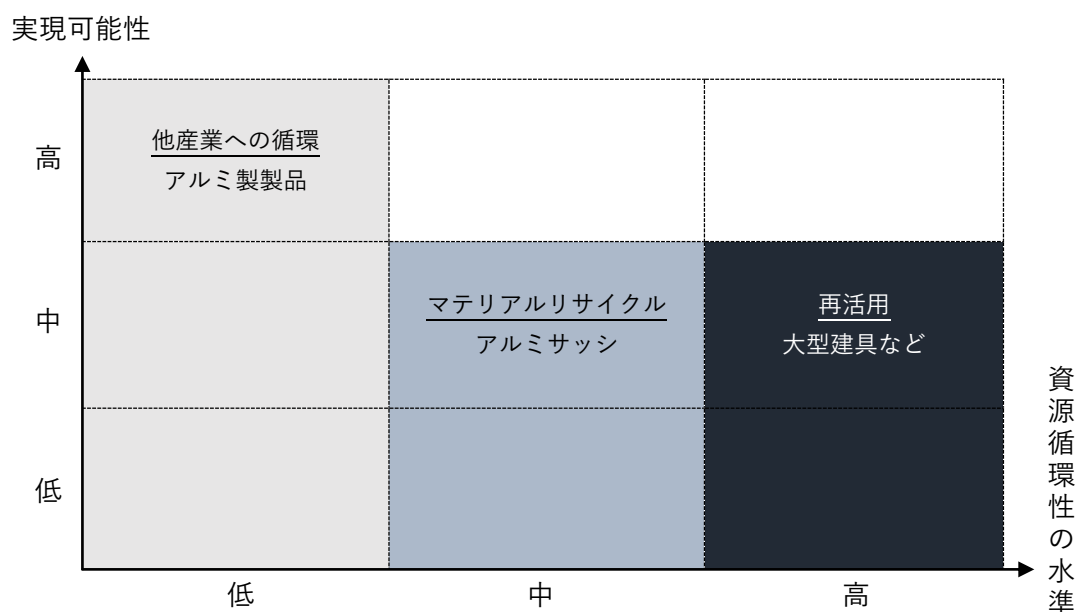 実現可能性
高
他産業への循環
アルミ製製品
中
マテリアルリサイクル
アルミサッシ
再活用
大型建具など
低
低
中
高
資源循環性の水準